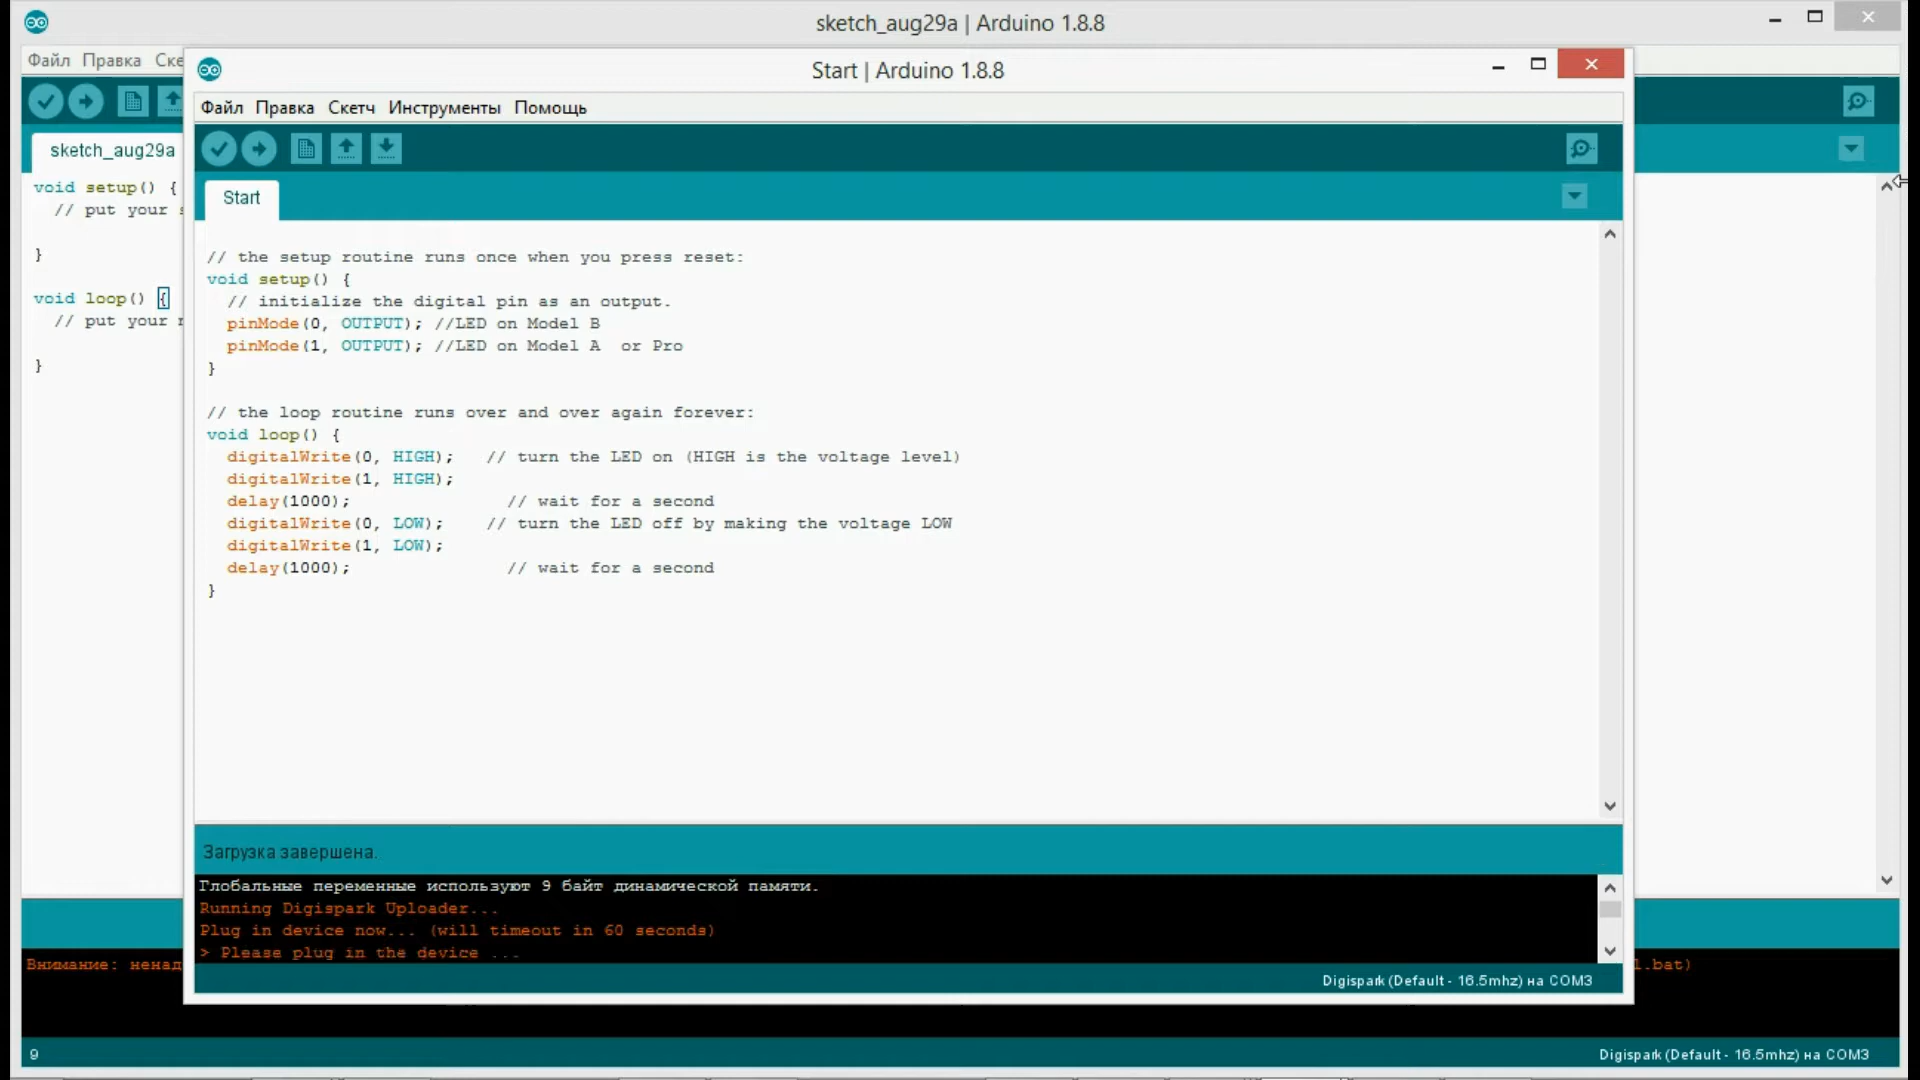 sketch_aug29a | Arduino 1.8.8
Файл Правка Ске
Start | Arduino 1.8.8
Файл Правка Скетч Инструменты Помощь
sketch_aug29a
void setup() {
// put your s
}
void loop() {
// put your
}
Start
// the setup routine runs once when you press reset:
void setup() {
// initialize the digital pin as an output.
pinMode(0, OUTPUT); //LED on Model B
pinMode(1, OUTPUT); //LED on Model A  or Pro
}
// the loop routine runs over and over again forever:
void loop() {
digitalWrite(0, HIGH);   // turn the LED on (HIGH is the voltage level)
digitalWrite(1, HIGH);
delay(1000);               // wait for a second
digitalWrite(0, LOW);    // turn the LED off by making the voltage LOW
digitalWrite(1, LOW);
delay(1000);               // wait for a second
}
Загрузка завершена.
Глобальные переменные используют 9 байт динамической памяти.
Running Digispark Uploader...
Plug in device now... (will timeout in 60 seconds)
> Please plug in the device ...
Digispark (Default - 16.5mhz) на COM3
Внимание: ненад
l.bat)
9
Digispark (Default - 16.5mhz) на COM3